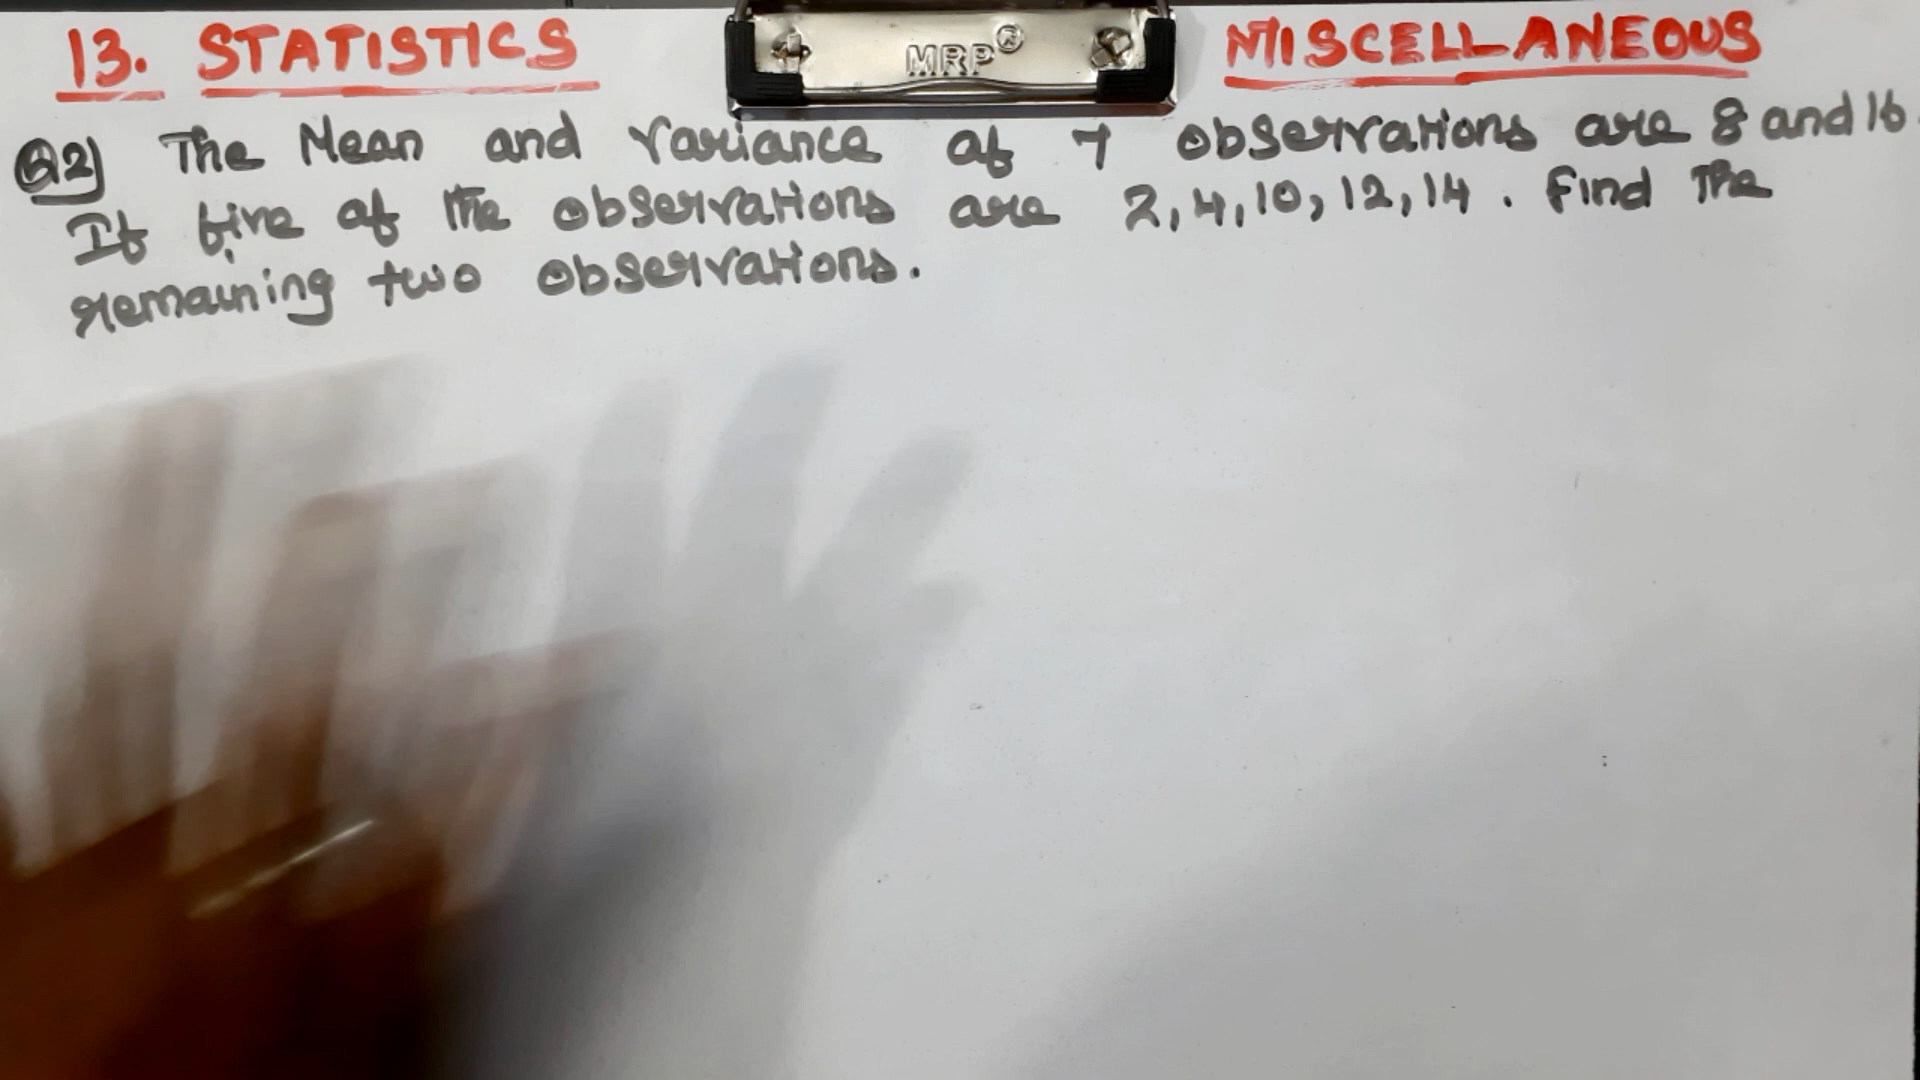 13. STATISTICS MRP® MISCELLANEOUS
Q2) The Mean and Variance of 7 observations are 8 and 16.
If five of the observations are 2, 4, 10, 12, 14. Find The
remaining two observations.